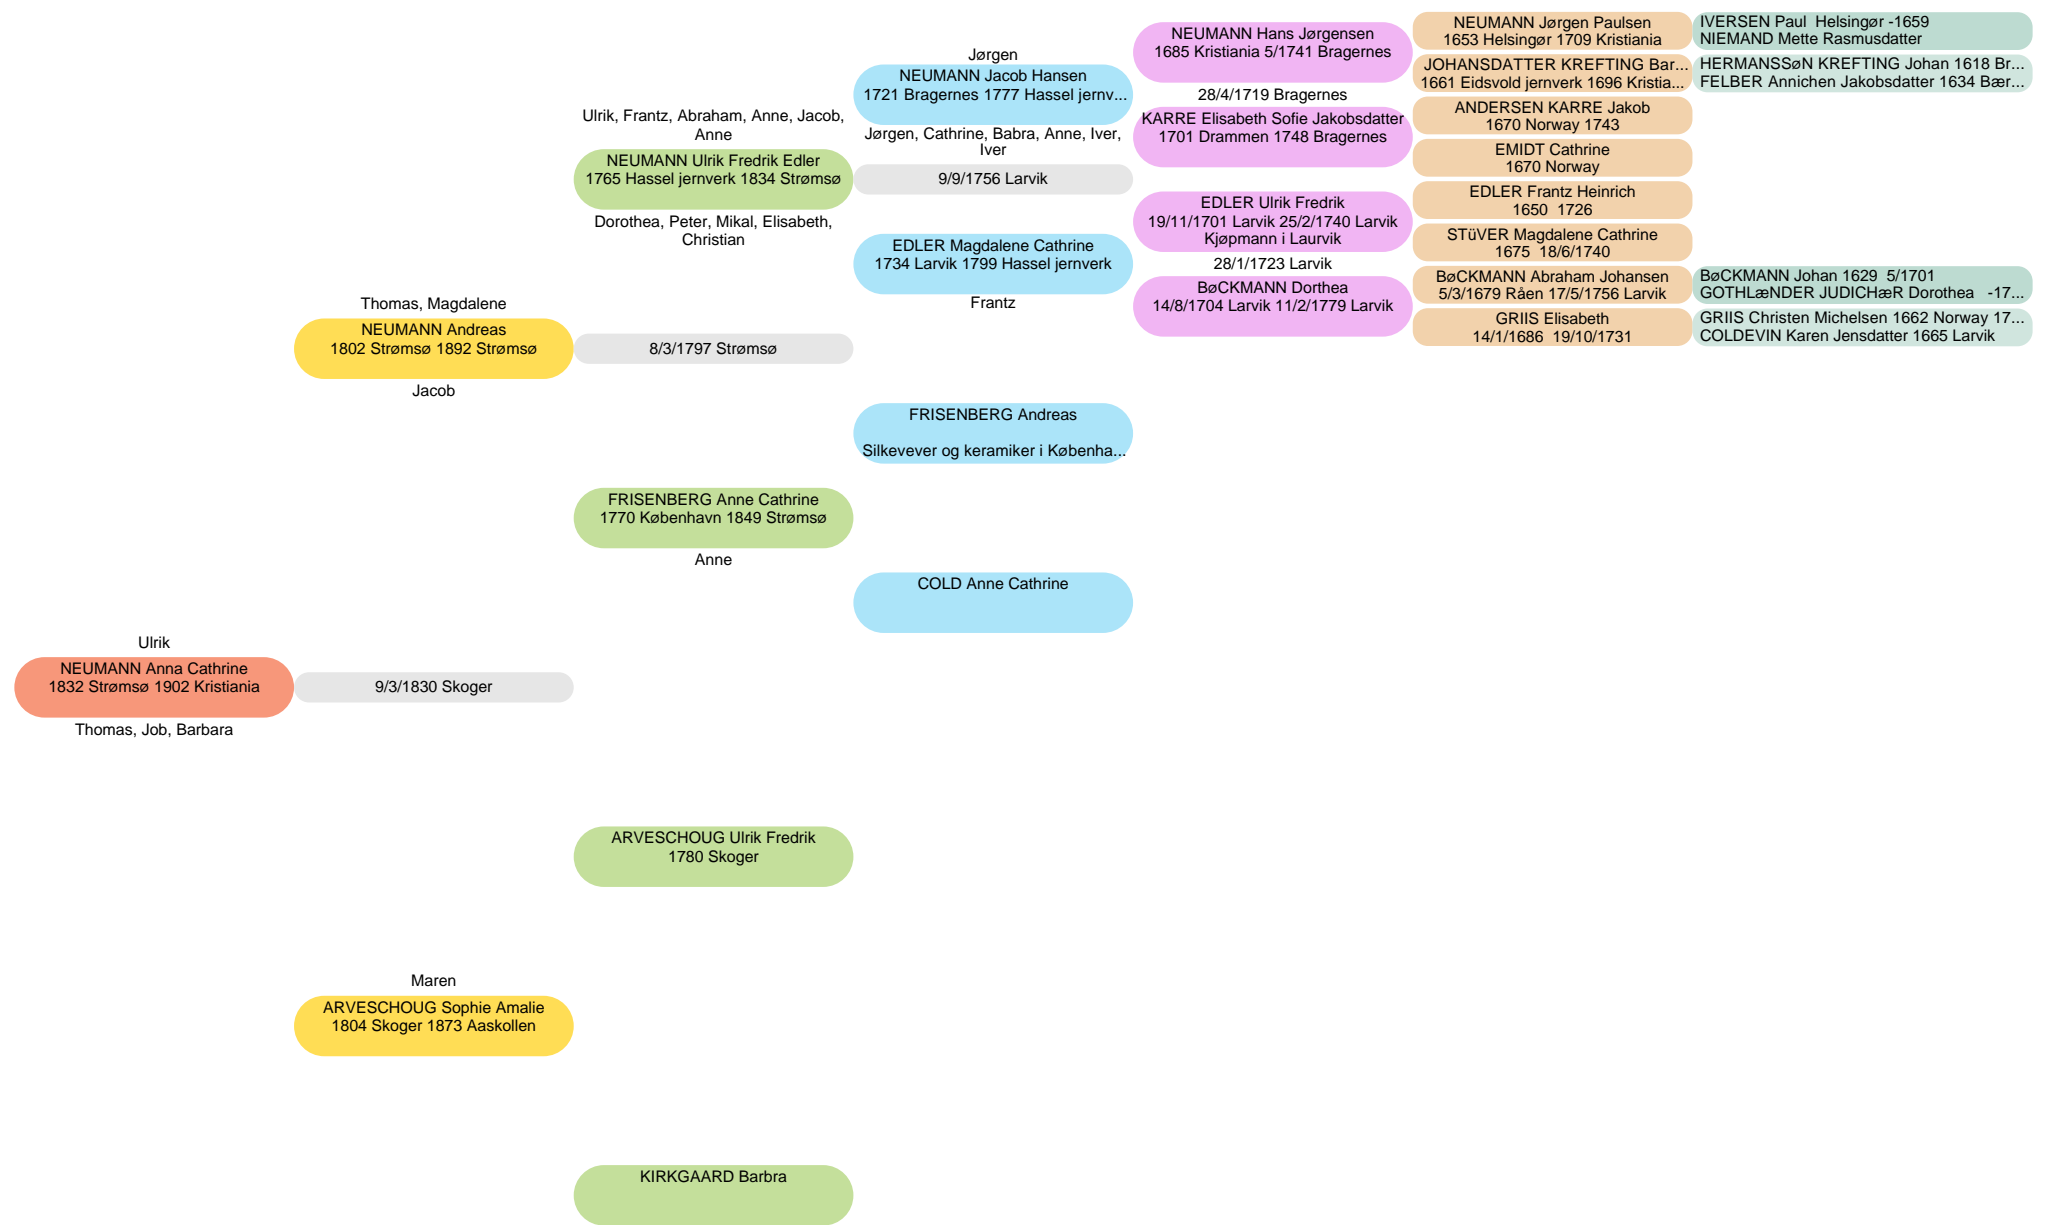 Ulrik
NEUMANN Anna Cathrine
1832 Strømsø 1902 Kristiania
Thomas, Job, Barbara
Thomas, Magdalene
NEUMANN Andreas
1802 Strømsø 1892 Strømsø
Jacob
9/3/1830 Skoger
Maren
ARVESCHOUG Sophie Amalie
1804 Skoger 1873 Aaskollen
Ulrik, Frantz, Abraham, Anne, Jacob,
Anne
NEUMANN Ulrik Fredrik Edler
1765 Hassel jernverk 1834 Strømsø
Dorothea, Peter, Mikal, Elisabeth,
Christian
8/3/1797 Strømsø
FRISENBERG Anne Cathrine
1770 København 1849 Strømsø
Anne
ARVESCHOUG Ulrik Fredrik
1780 Skoger
KIRKGAARD Barbra
Jørgen
NEUMANN Jacob Hansen
1721 Bragernes 1777 Hassel jernv...
Jørgen, Cathrine, Babra, Anne, Iver,
Iver
9/9/1756 Larvik
EDLER Magdalene Cathrine
1734 Larvik 1799 Hassel jernverk
Frantz
FRISENBERG Andreas
Silkevever og keramiker i Københa...
COLD Anne Cathrine
NEUMANN Hans Jørgensen
1685 Kristiania 5/1741 Bragernes
28/4/1719 Bragernes
KARRE Elisabeth Sofie Jakobsdatter
1701 Drammen 1748 Bragernes
EDLER Ulrik Fredrik
19/11/1701 Larvik 25/2/1740 Larvik
Kjøpmann i Laurvik
28/1/1723 Larvik
BøCKMANN Dorthea
14/8/1704 Larvik 11/2/1779 Larvik
NEUMANN Jørgen Paulsen
1653 Helsingør 1709 Kristiania
JOHANSDATTER KREFTING Bar...
1661 Eidsvold jernverk 1696 Kristia...
ANDERSEN KARRE Jakob
1670 Norway 1743
EMIDT Cathrine
1670 Norway
EDLER Frantz Heinrich
1650  1726
STüVER Magdalene Cathrine
1675  18/6/1740
BøCKMANN Abraham Johansen
5/3/1679 Råen 17/5/1756 Larvik
GRIIS Elisabeth
14/1/1686  19/10/1731
IVERSEN Paul  Helsingør -1659
NIEMAND Mette Rasmusdatter
HERMANSSøN KREFTING Johan 1618 Br...
FELBER Annichen Jakobsdatter 1634 Bær...
BøCKMANN Johan 1629  5/1701
GOTHLæNDER JUDICHæR Dorothea   -17...
GRIIS Christen Michelsen 1662 Norway 17...
COLDEVIN Karen Jensdatter 1665 Larvik